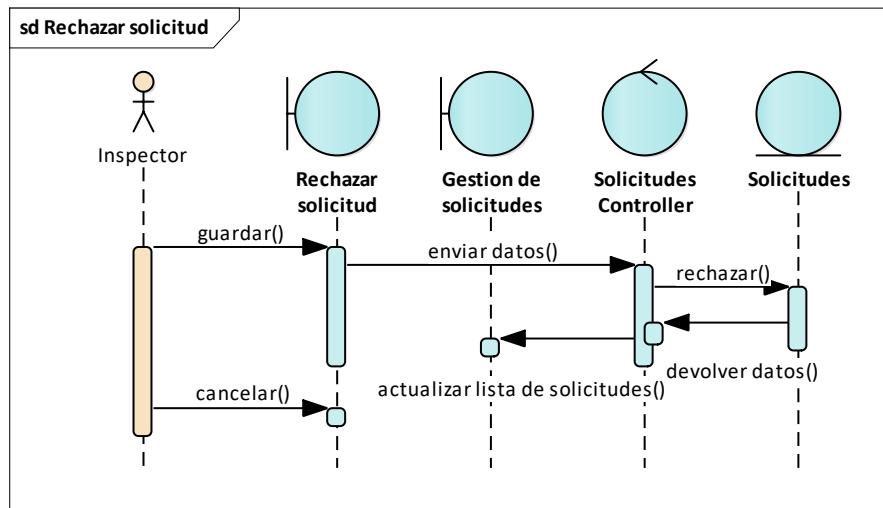 sd Rechazar solicitud
Inspector
Rechazar
solicitud
Gestion de
solicitudes
Solicitudes
Controller
Solicitudes
guardar()
enviar datos()
rechazar()
devolver datos()
actualizar lista de solicitudes()
cancelar()